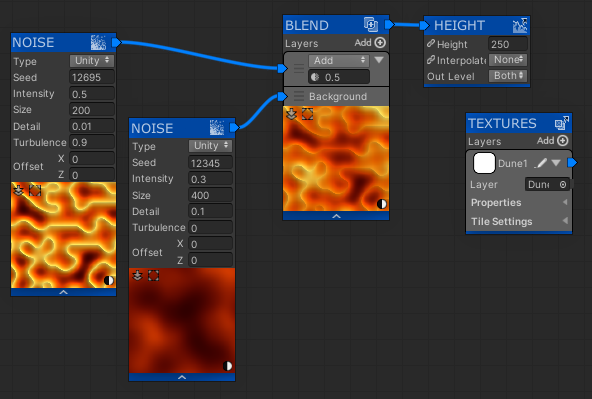 NOISE
Type Unity
Seed 12695
Intensity 0.5
Size 200
Detail 0.01
Turbulence 0.9
Offset X 0
Z 0
NOISE
Type Unity
Seed 12345
Intensity 0.3
Size 400
Detail 0.1
Turbulence 0
Offset X 0
Z 0
BLEND
Layers Add
Add
0.5
Background
HEIGHT
Height 250
Interpolate None
Out Level Both
TEXTURES
Layers Add
Dune1
Layer Dune
Properties
Tile Settings